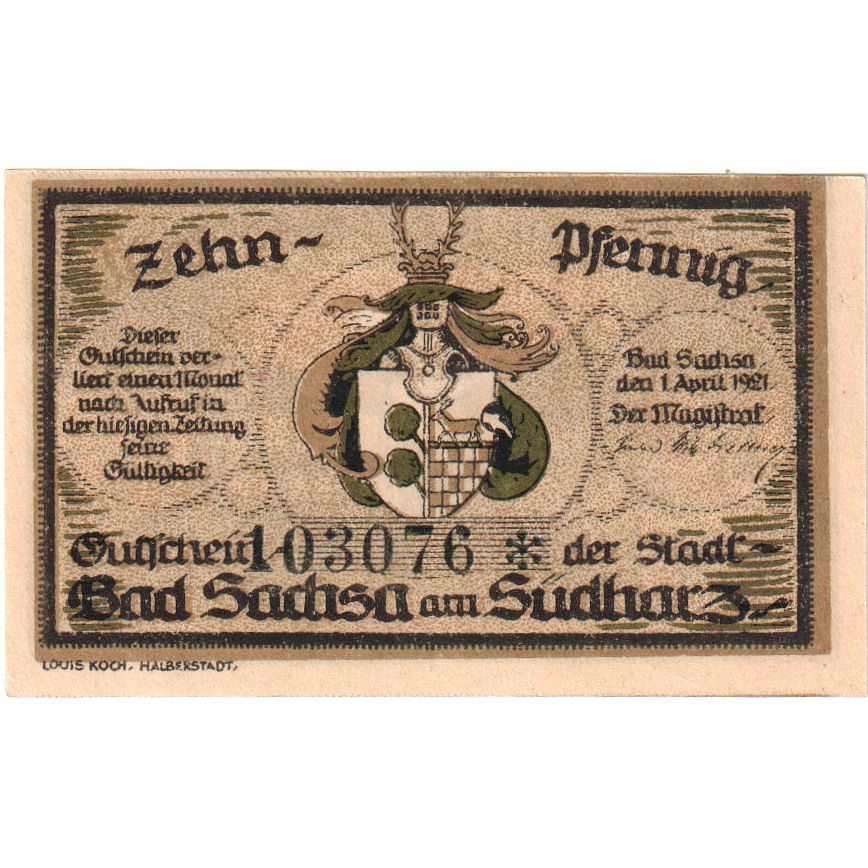 Zehn- Pfennig
Dieser
Gutschein ver-
liert einen Monat
nach Aufruf in
der hiesigen Zeitung
seine
Gültigkeit
Bad Sachsa,
den 1. April 1921.
Der Magistrat
Gutschein 103076 * der Stadt-
Bad Sachsa am Südharz.
LOUIS KOCH. HALBERSTADT.